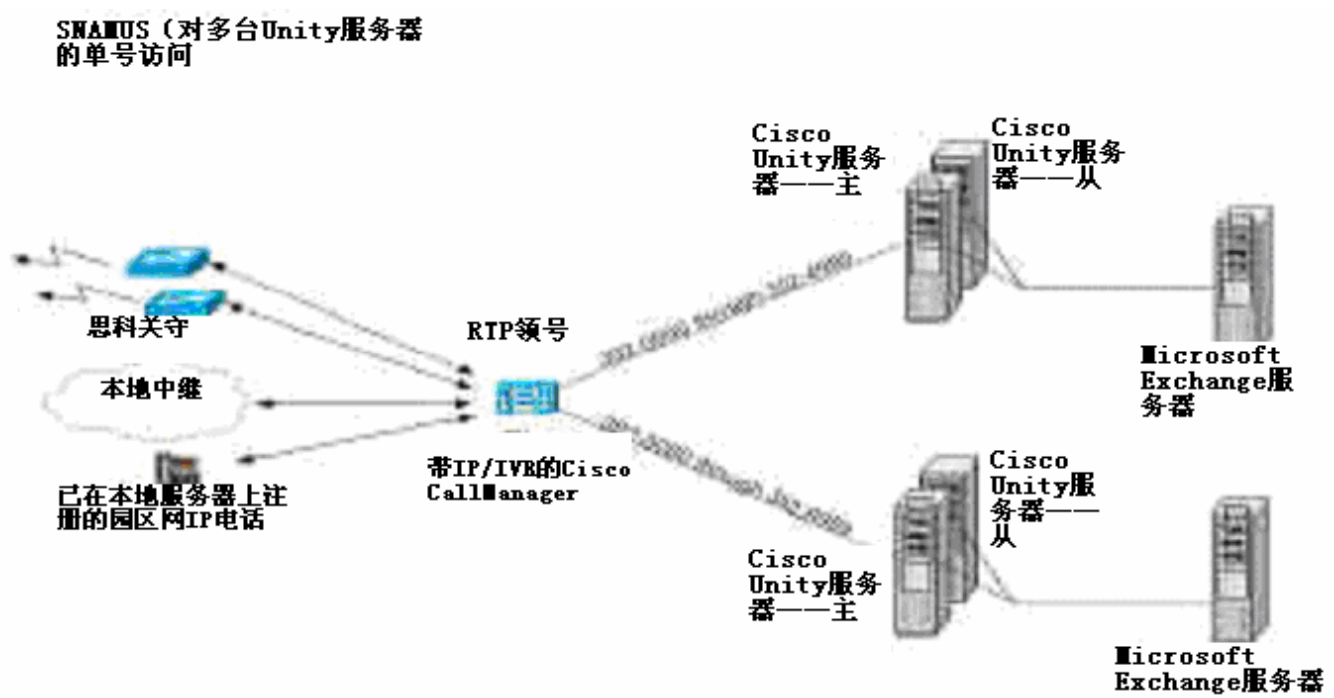 SNAMUS（对多台Unity服务器
的单号访问
Cisco
Unity服务
器——主
Cisco
Unity服务
器——从
思科关守
RTP领号
Microsoft
Exchange服
务器
本地中继
带IP/IVR的Cisco
CallManager
已在本地服务器上注
册的园区网IP电话
Cisco
Unity服
务器——
从
Cisco
Unity服务
器——主
Microsoft
Exchange服务器